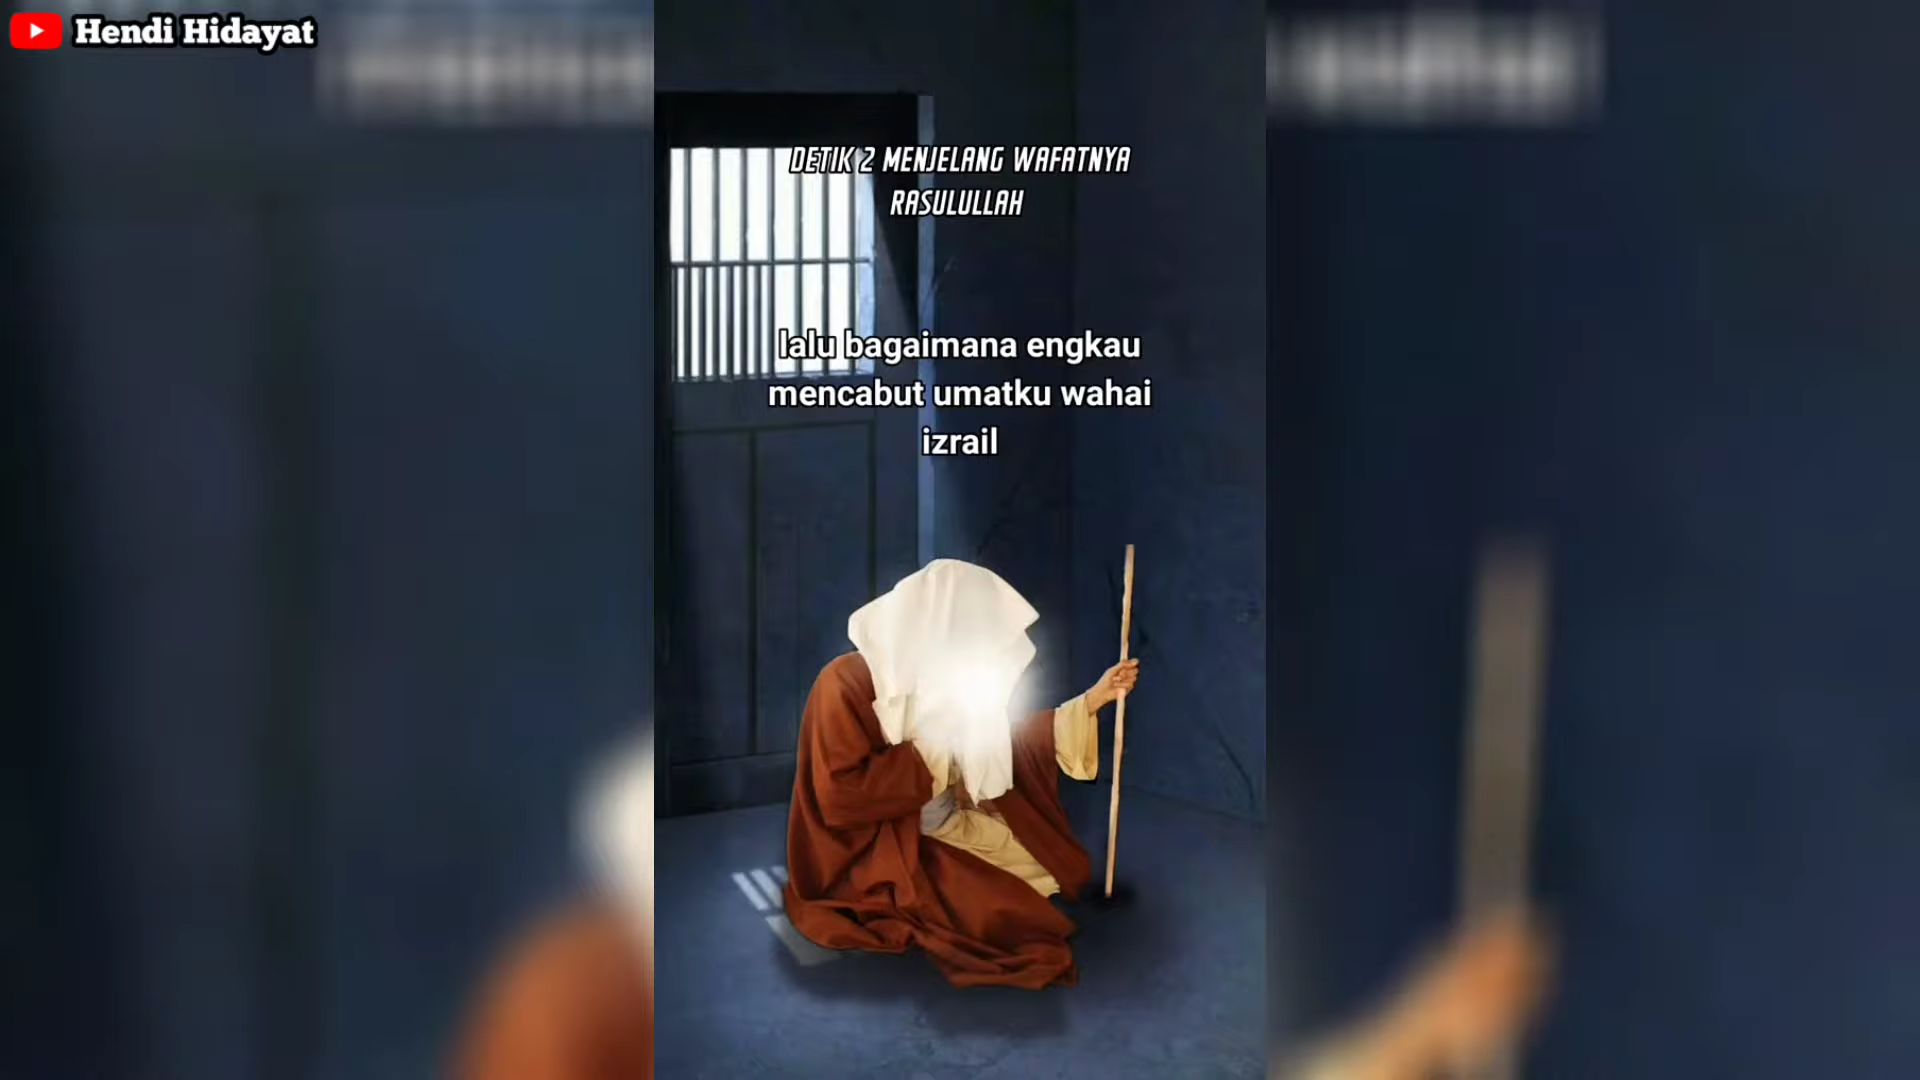 Hendi Hidayat
DETIK 2 MENJELANG WAFATNYA
RASULULLAH
lalu bagaimana engkau
mencabut umatku wahai
izrail